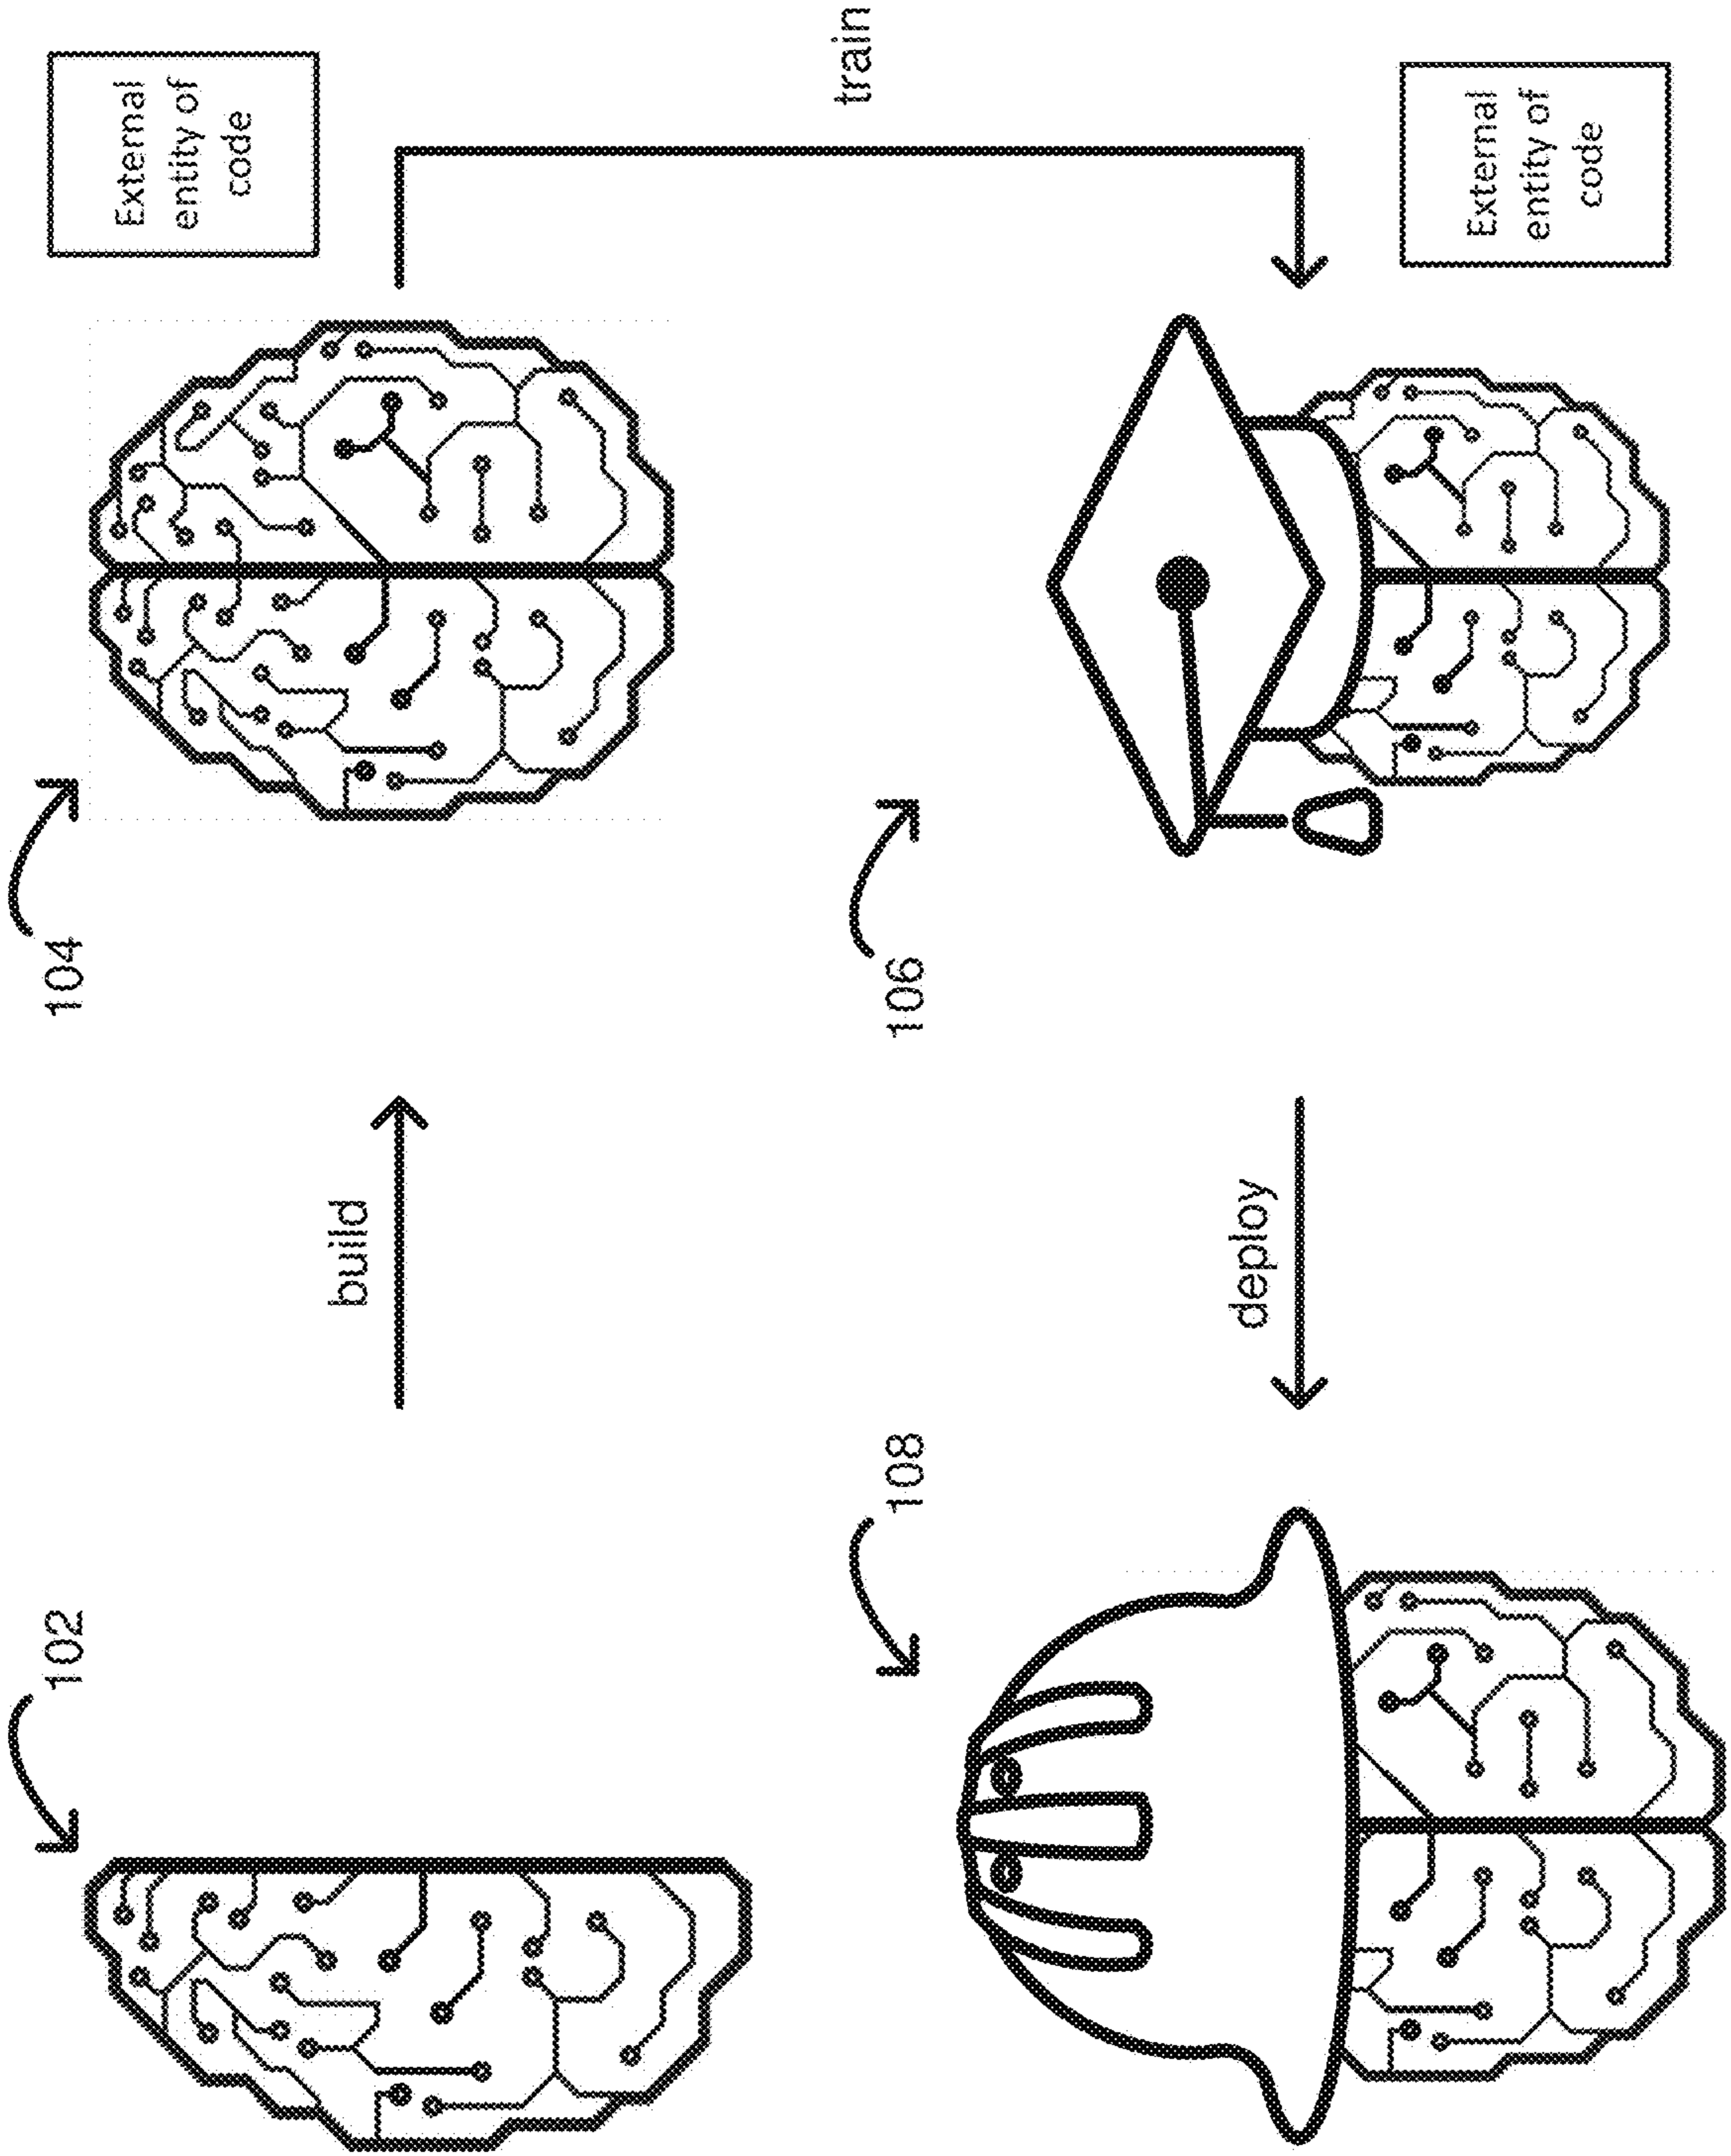 102
build
104
External
entity of
code
train
108
deploy
106
External
entity of
code